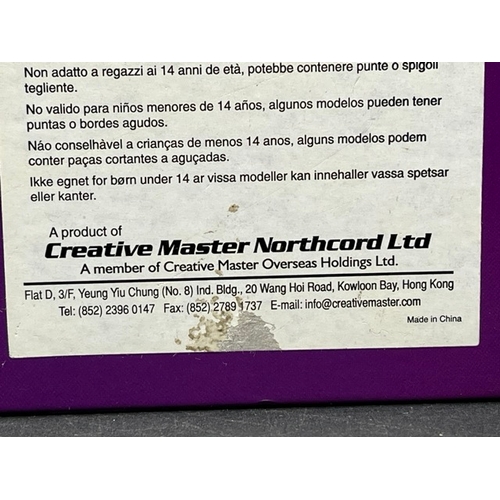 Non adatto a regazzi ai 14 anni de età, potebbe contenere punte o spigoli
tegliente.
No valido para niños menores de 14 años, algunos modelos pueden tener
puntas o bordes agudos.
Não conselhàvel a crianças de menos 14 anos, alguns modelos podem
conter paças cortantes a aguçadas.
Ikke egnet for børn under 14 ar vissa modeller kan innehaller vassa spetsar
eller kanter.
A product of
Creative Master Northcord Ltd
A member of Creative Master Overseas Holdings Ltd.
Flat D, 3/F, Yeung Yiu Chung (No. 8) Ind. Bldg., 20 Wang Hoi Road, Kowloon Bay, Hong Kong
Tel: (852) 2396 0147 Fax: (852) 2789 1737 E-mail: info@creativemaster.com
Made in China